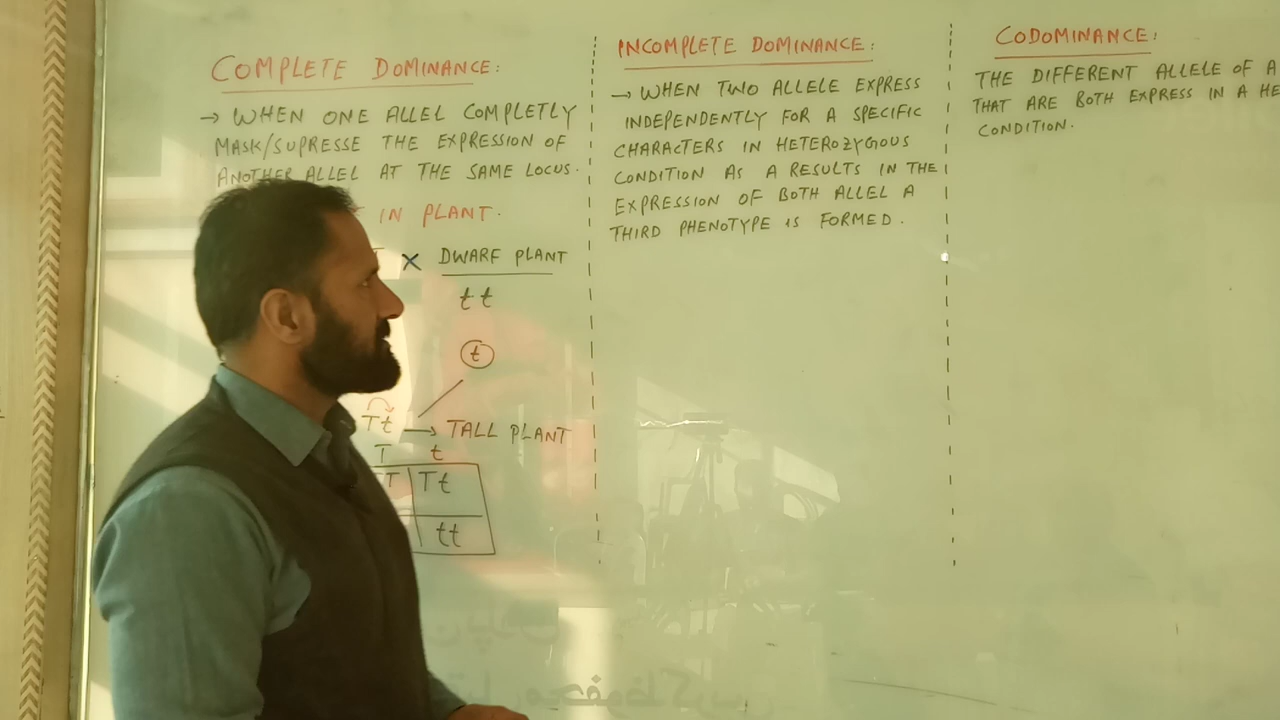 COMPLETE DOMINANCE:
→ WHEN ONE ALLEL COMPLETLY
MASK/SUPRESSE THE EXPRESSION OF
ANOTHER ALLEL AT THE SAME LOCUS.
IN PLANT.
× DWARF PLANT
tt
t
Tt → TALL PLANT
T t
T Tt
tt
INCOMPLETE DOMINANCE:
→ WHEN TWO ALLELE EXPRESS
INDEPENDENTLY FOR A SPECIFIC
CHARACTERS IN HETEROZYGOUS
CONDITION AS A RESULTS IN THE
EXPRESSION OF BOTH ALLEL A
THIRD PHENOTYPE IS FORMED.
CODOMINANCE:
THE DIFFERENT ALLELE OF A
THAT ARE BOTH EXPRESS IN A HE
CONDITION.